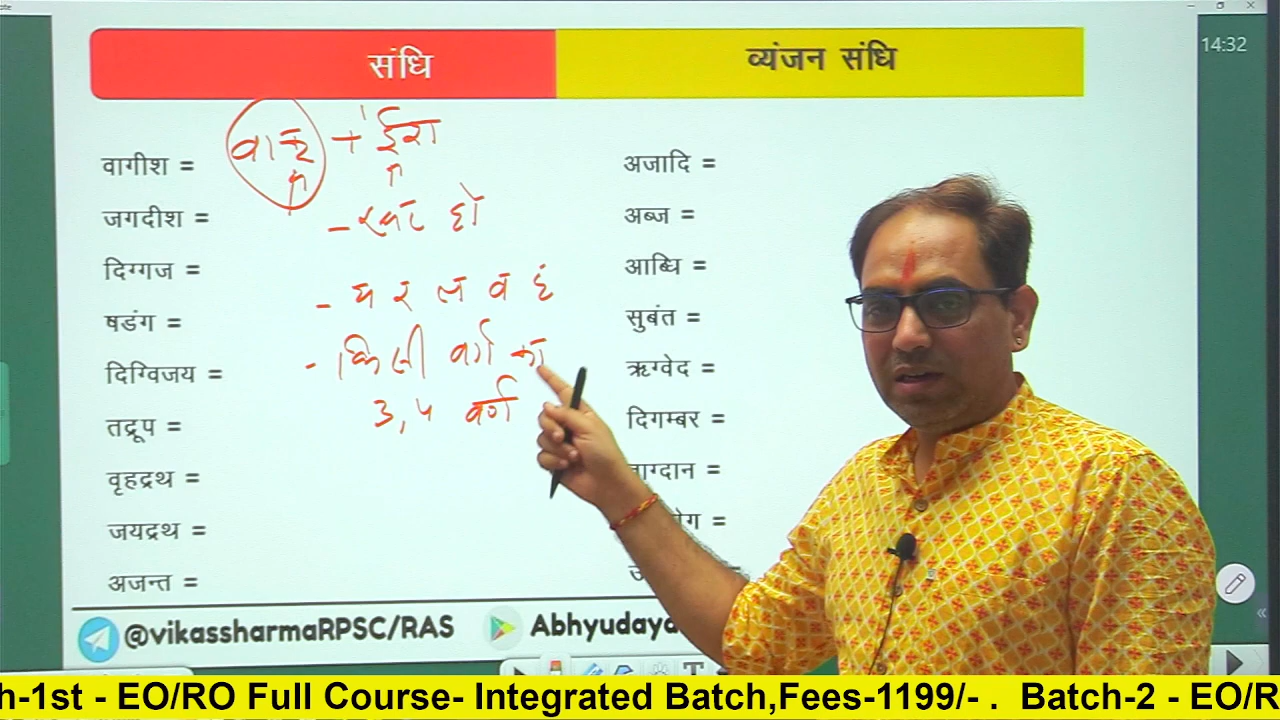 14:32
संधि व्यंजन संधि
वाक् + ईश
वागीश =
जगदीश =
- स्वर हो
दिग्गज =
- य र ल व ह
षडंग =
- किसी वर्ग का
दिग्विजय =
3, 4 वर्ण
तद्रूप =
वृहद्रथ =
जयद्रथ =
अजन्त =
अजादि =
अब्ज =
आब्धि =
सुबंत =
ऋग्वेद =
दिगम्बर =
@vikassharmaRPSC/RAS
h-1st - EO/RO Full Course- Integrated Batch,Fees-1199/- . Batch-2 - EO/R